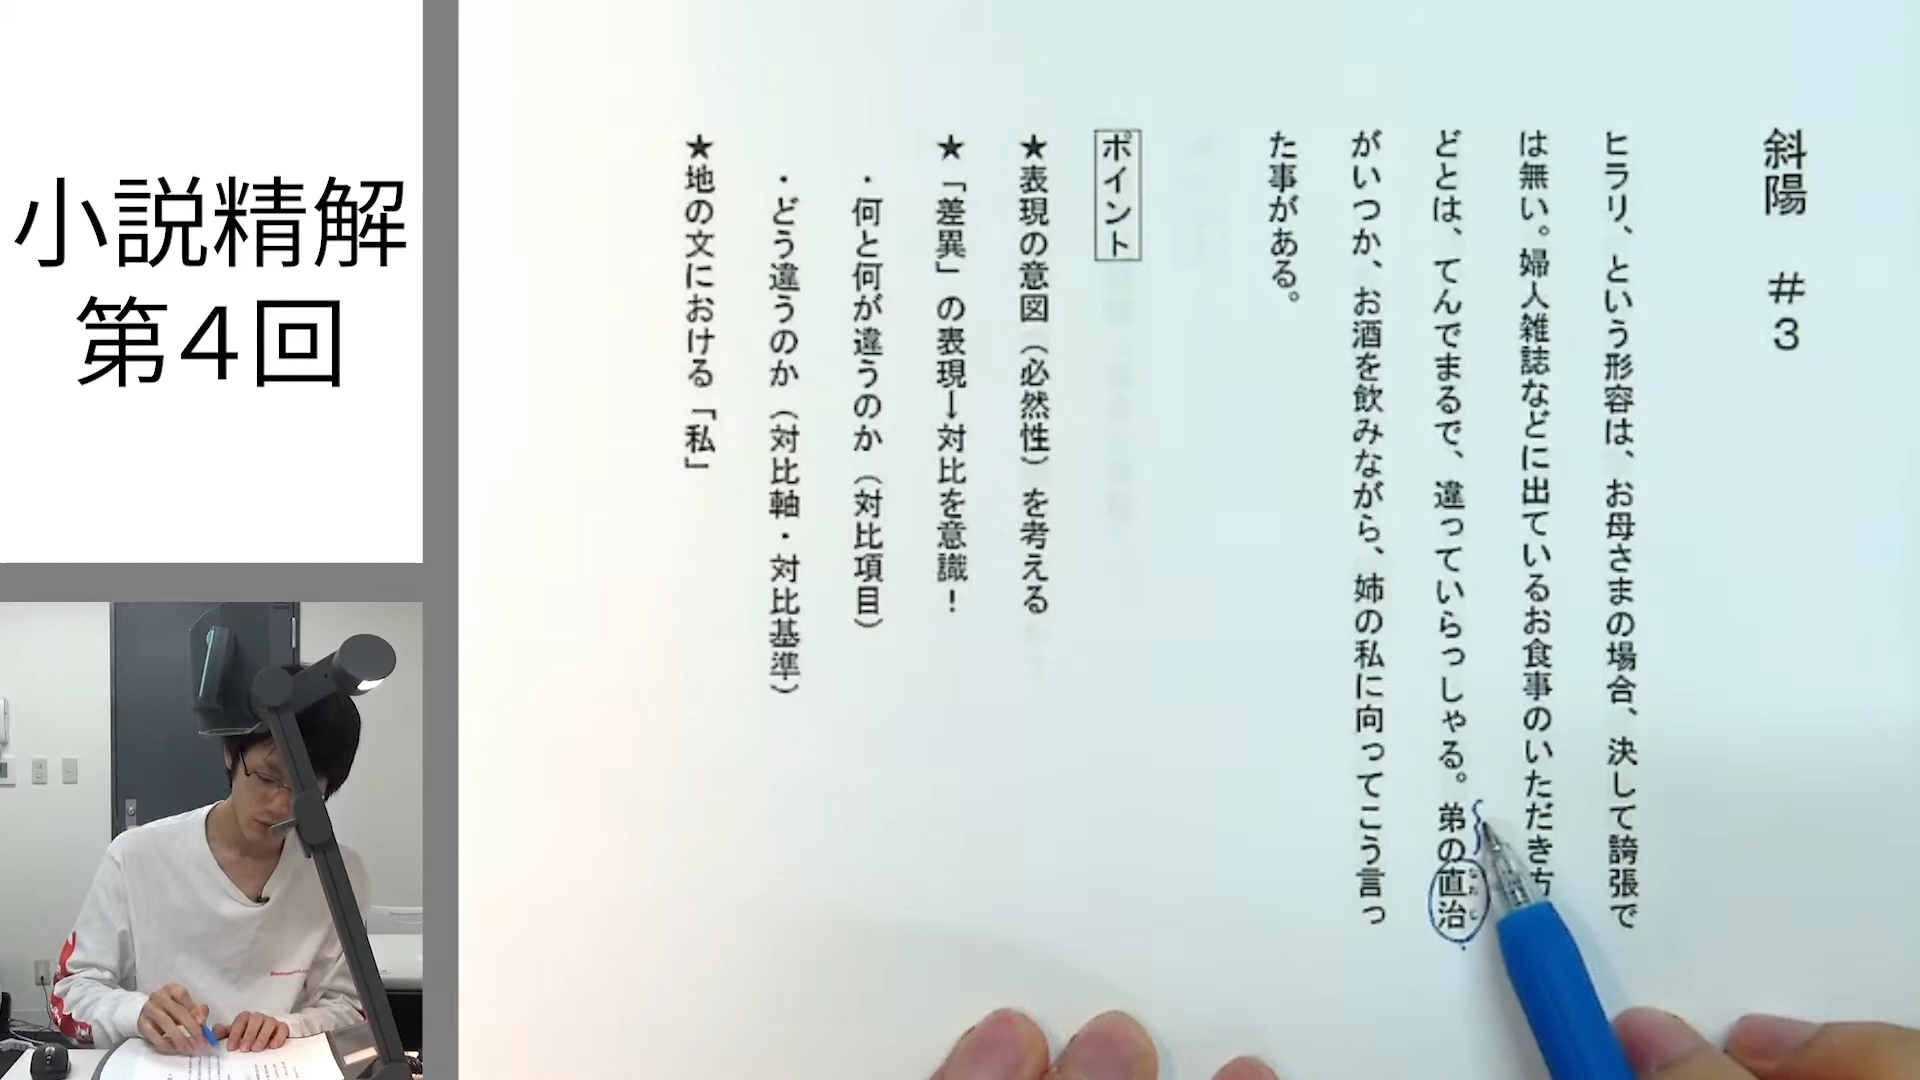 小説精解
第4回
斜陽 #3
ヒラリ、という形容は、お母さまの場合、決して誇張で
は無い。婦人雑誌などに出ているお食事のいただき方
どとは、てんでまるで、違っていらっしゃる。弟の直治
なおじ
がいつか、お酒を飲みながら、姉の私に向ってこう言っ
た事がある。
ポイント
★表現の意図（必然性）を考える
★「差異」の表現→対比を意識！
・何と何が違うのか（対比項目）
・どう違うのか（対比軸・対比基準）
★地の文における「私」